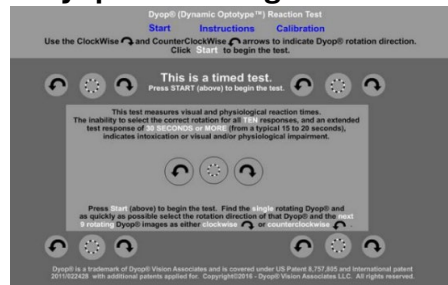 Dyop® (Dynamic Optotype™) Reaction Test
Start Instructions Calibration
Use the ClockWise and CounterClockwise arrows to indicate Dyop® rotation direction.
Click Start to begin the test.
This is a timed test.
Press START (above) to begin the test.
This test measures visual and physiological reaction times.
The inability to select the correct rotation for all TEN responses, and an extended
test response of 30 SECONDS or MORE (from a typical 15 to 20 seconds),
indicates intoxication or visual and/or physiological impairment.
Press Start (above) to begin the test. Find the single rotating Dyop® and
as quickly as possible select the rotation direction of that Dyop® and the next
9 rotating Dyop® images as either clockwise or counterclockwise .
Dyop® is a trademark of Dyop® Vision Associates and is covered under US Patent 8,757,805 and International patent
2011/022428 with additional patents applied for. Copyright©2016 - Dyop® Vision Associates LLC. All rights reserved.